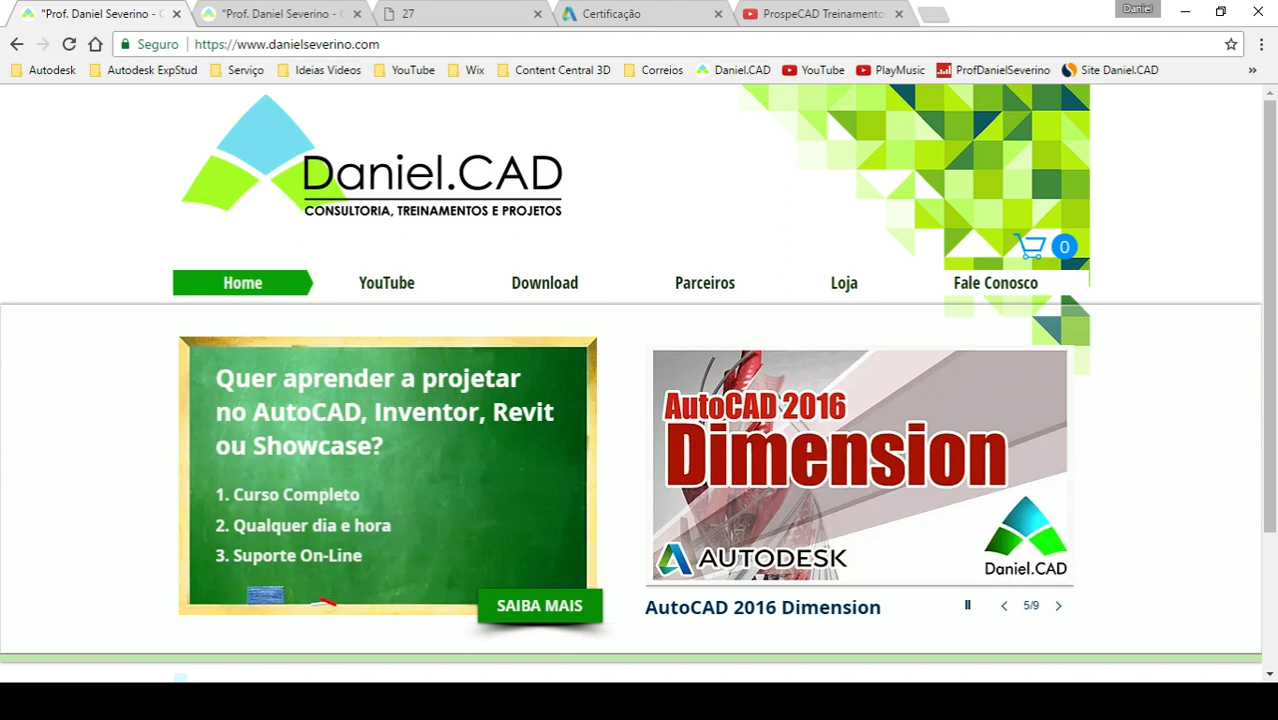 "Prof. Daniel Severino - C
"Prof. Daniel Severino - C
27
Certificação
ProspeCAD Treinamento
Daniel
Seguro
https://www.danielseverino.com
Autodesk
Autodesk ExpStud
Serviço
Ideias Videos
YouTube
Wix
Content Central 3D
Correios
Daniel.CAD
YouTube
PlayMusic
ProfDanielSeverino
Site Daniel.CAD
»
Daniel.CAD
CONSULTORIA, TREINAMENTOS E PROJETOS
0
Home
YouTube
Download
Parceiros
Loja
Fale Conosco
Quer aprender a projetar
no AutoCAD, Inventor, Revit
ou Showcase?
1. Curso Completo
2. Qualquer dia e hora
3. Suporte On-Line
SAIBA MAIS
AutoCAD 2016
Dimension
AUTODESK
Daniel.CAD
AutoCAD 2016 Dimension
5/9